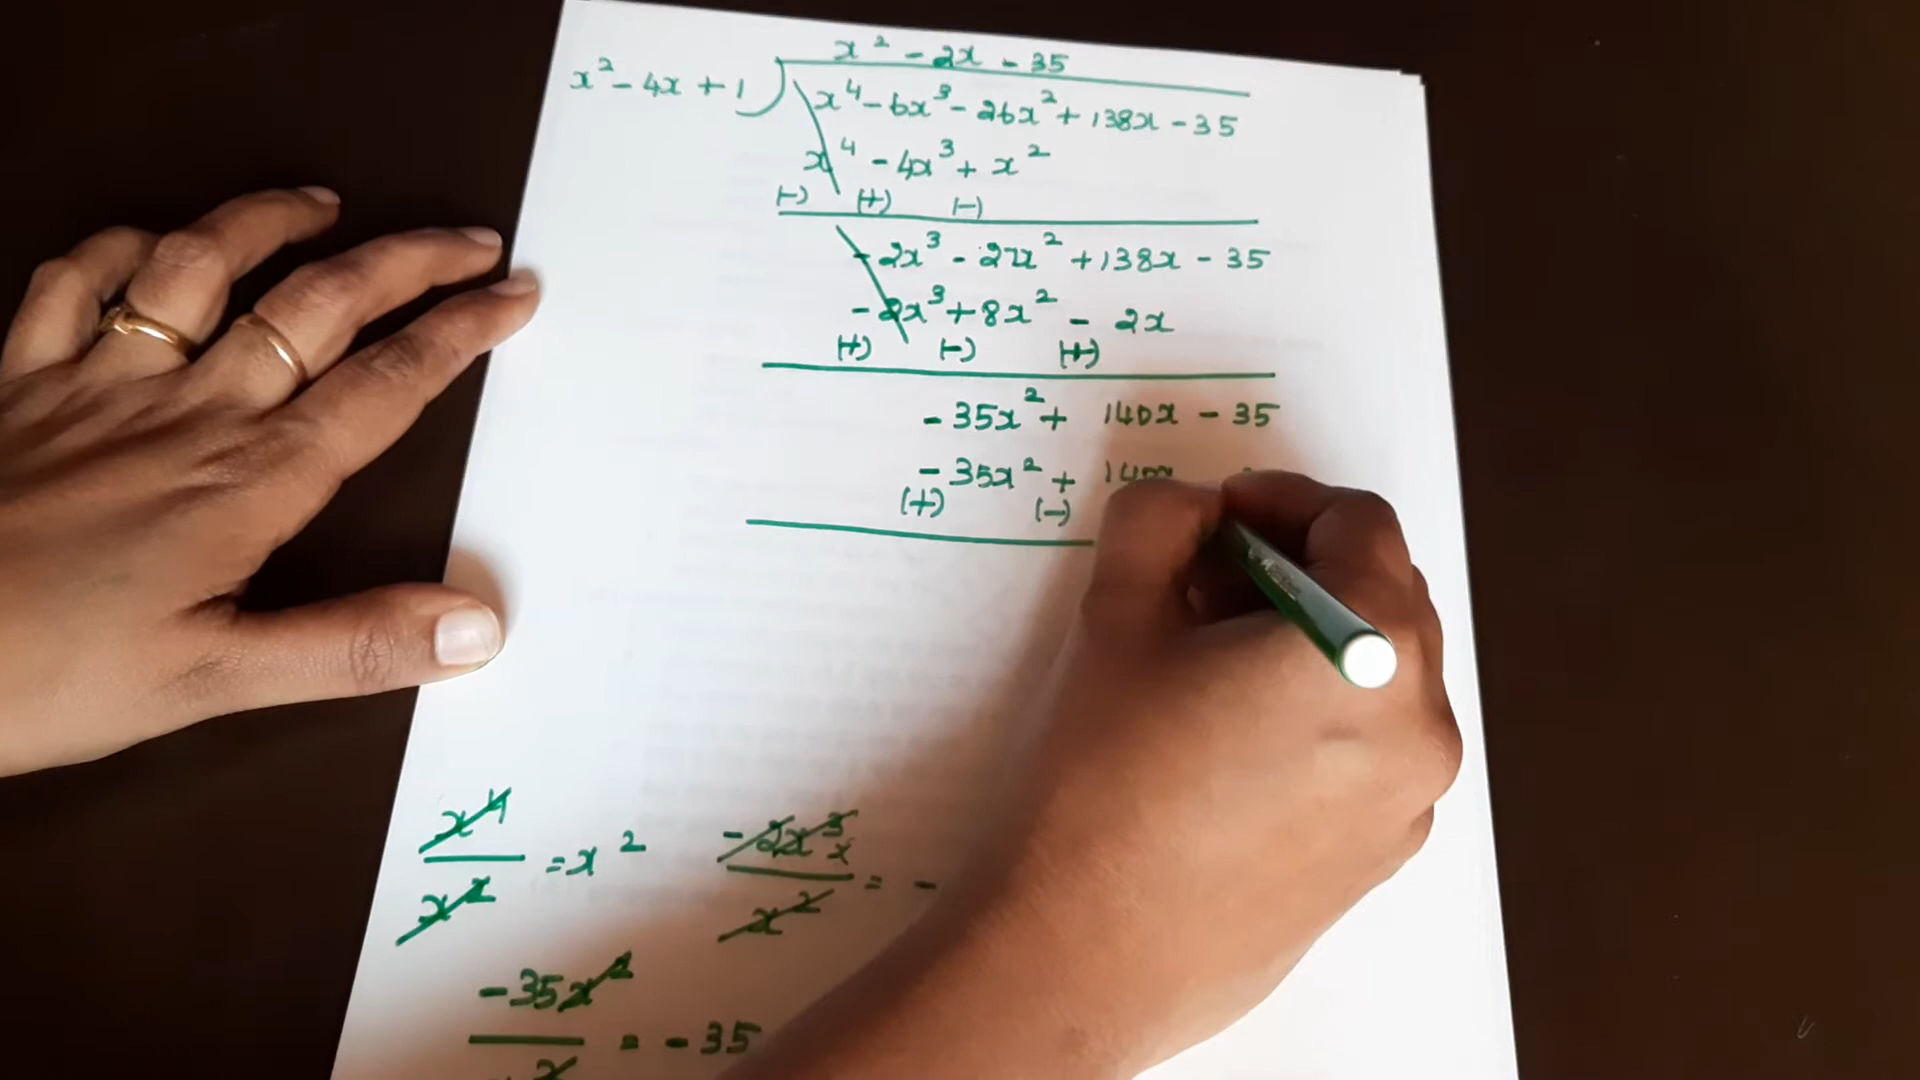 x² - 2x - 35
x² - 4x + 1 ) x⁴ - 6x³ - 26x² + 138x - 35
x⁴ - 4x³ + x²
(-) (+) (-)
- 2x³ - 27x² + 138x - 35
- 2x³ + 8x² - 2x
(+) (-) (+)
- 35x² + 140x - 35
- 35x² + 140x
(+) (-)
x⁴/x² = x²
-2x³/x² = -
-35x²/x² = -35